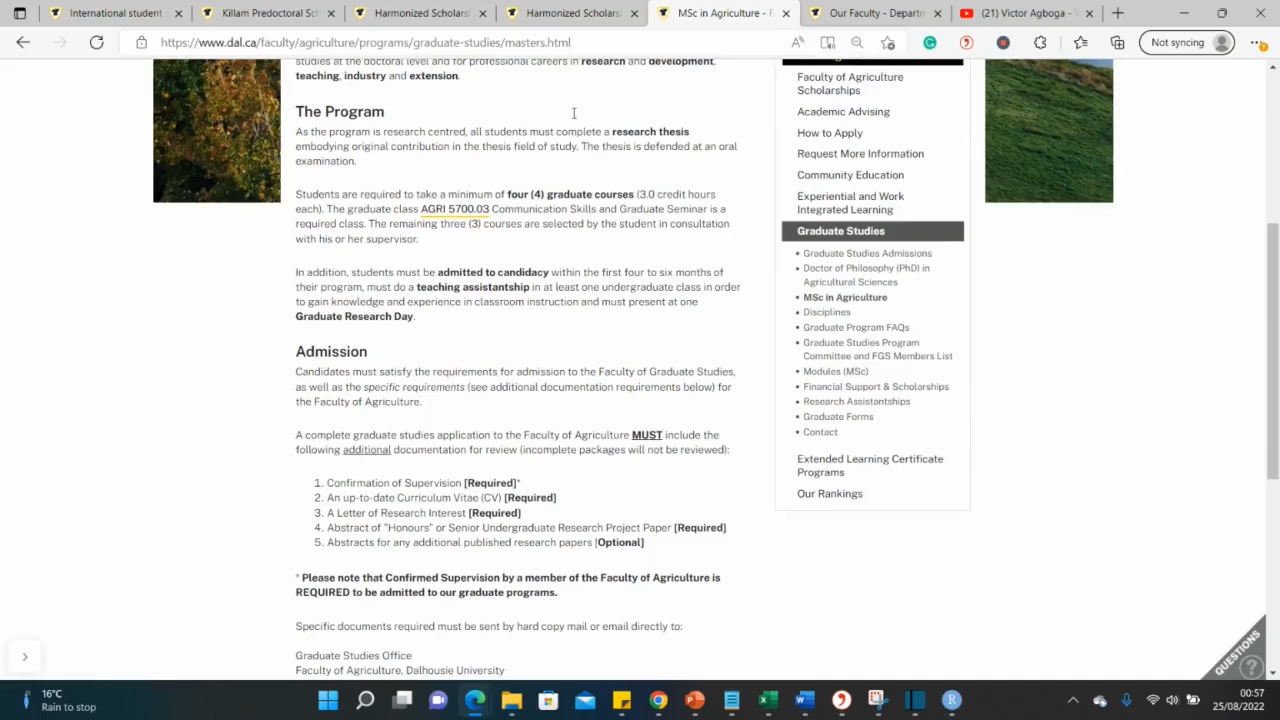 International student
Killam Predoctoral Sc
Harmonized Scholarsh
Harmonized Scholarsh
MSc in Agriculture - F
Our Faculty - Departm
(21) Victor Agboga - V
https://www.dal.ca/faculty/agriculture/programs/graduate-studies/masters.html
Not syncing
studies at the doctoral level and for professional careers in research and development,
teaching, industry and extension.
The Program
As the program is research centred, all students must complete a research thesis
embodying original contribution in the thesis field of study. The thesis is defended at an oral
examination.
Students are required to take a minimum of four (4) graduate courses (3.0 credit hours
each). The graduate class AGRI 5700.03 Communication Skills and Graduate Seminar is a
required class. The remaining three (3) courses are selected by the student in consultation
with his or her supervisor.
In addition, students must be admitted to candidacy within the first four to six months of
their program, must do a teaching assistantship in at least one undergraduate class in order
to gain knowledge and experience in classroom instruction and must present at one
Graduate Research Day.
Admission
Candidates must satisfy the requirements for admission to the Faculty of Graduate Studies,
as well as the specific requirements (see additional documentation requirements below) for
the Faculty of Agriculture.
A complete graduate studies application to the Faculty of Agriculture MUST include the
following additional documentation for review (incomplete packages will not be reviewed):
1. Confirmation of Supervision [Required]*
2. An up-to-date Curriculum Vitae (CV) [Required]
3. A Letter of Research Interest [Required]
4. Abstract of "Honours" or Senior Undergraduate Research Project Paper [Required]
5. Abstracts for any additional published research papers [Optional]
* Please note that Confirmed Supervision by a member of the Faculty of Agriculture is
REQUIRED to be admitted to our graduate programs.
Specific documents required must be sent by hard copy mail or email directly to:
Graduate Studies Office
Faculty of Agriculture, Dalhousie University
Faculty of Agriculture
Scholarships
Academic Advising
How to Apply
Request More Information
Community Education
Experiential and Work
Integrated Learning
Graduate Studies
• Graduate Studies Admissions
• Doctor of Philosophy (PhD) in
Agricultural Sciences
• MSc in Agriculture
• Disciplines
• Graduate Program FAQs
• Graduate Studies Program
Committee and FGS Members List
• Modules (MSc)
• Financial Support & Scholarships
• Research Assistantships
• Graduate Forms
• Contact
Extended Learning Certificate
Programs
Our Rankings
QUESTIONS
16°C
Rain to stop
00:57
25/08/2022